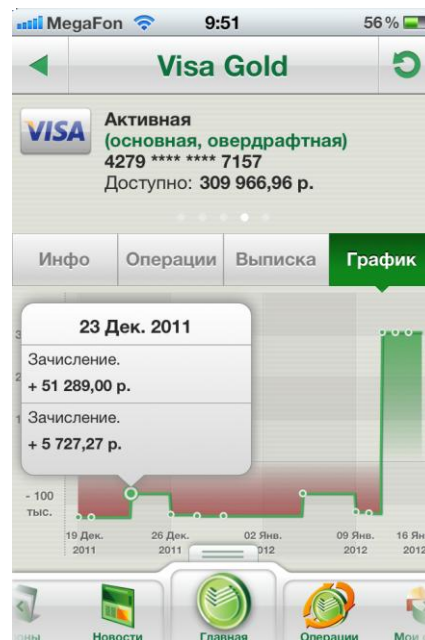 MegaFon 9:51 56 %
Visa Gold
VISA
Активная
(основная, овердрафтная)
4279 **** **** 7157
Доступно: 309 966,96 р.
Инфо Операции Выписка График
23 Дек. 2011
Зачисление.
+ 51 289,00 р.
Зачисление.
+ 5 727,27 р.
- 100
тыс.
19 Дек. 26 Дек. 02 Янв. 09 Янв. 16 Ян
2011 2011 012 2012 2012
Новости Главная Операции Мои